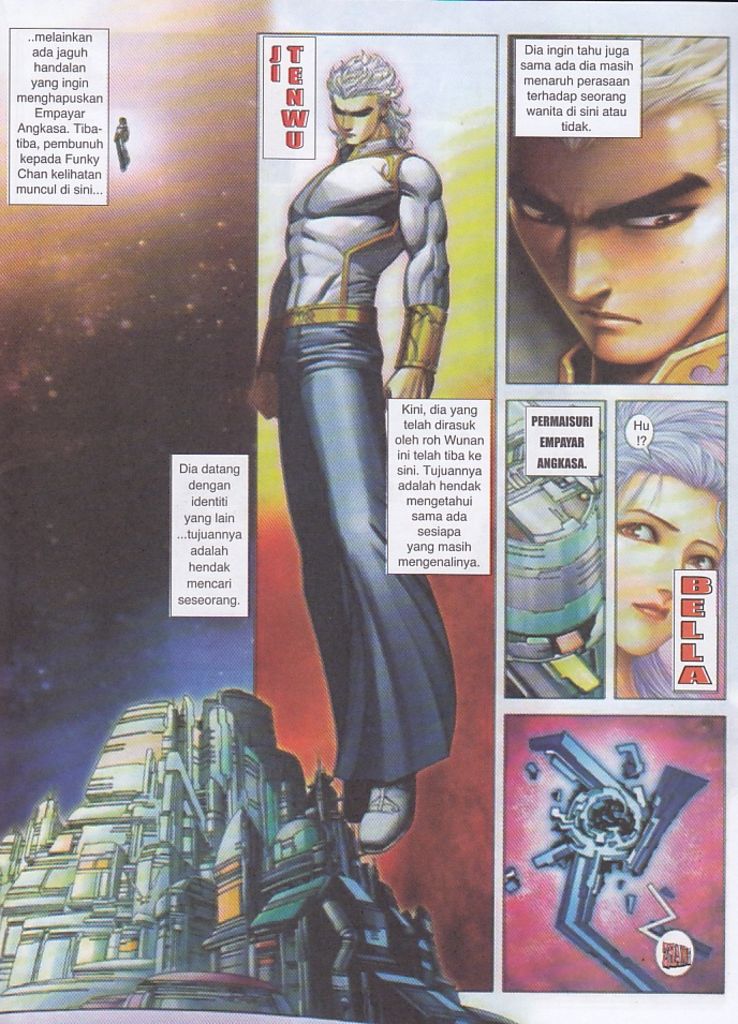 ..melainkan
ada jaguh
handalan
yang ingin
menghapuskan
Empayar
Angkasa. Tiba-
tiba, pembunuh
kepada Funky
Chan kelihatan
muncul di sini...
Dia datang
dengan
identiti
yang lain
...tujuannya
adalah
hendak
mencari
seseorang.
JI
TENWU
Kini, dia yang
telah dirasuk
oleh roh Wunan
ini telah tiba ke
sini. Tujuannya
adalah hendak
mengetahui
sama ada
sesiapa
yang masih
mengenalinya.
Dia ingin tahu juga
sama ada dia masih
menaruh perasaan
terhadap seorang
wanita di sini atau
tidak.
PERMAISURI
EMPAYAR
ANGKASA.
Hu
!?
BELLA